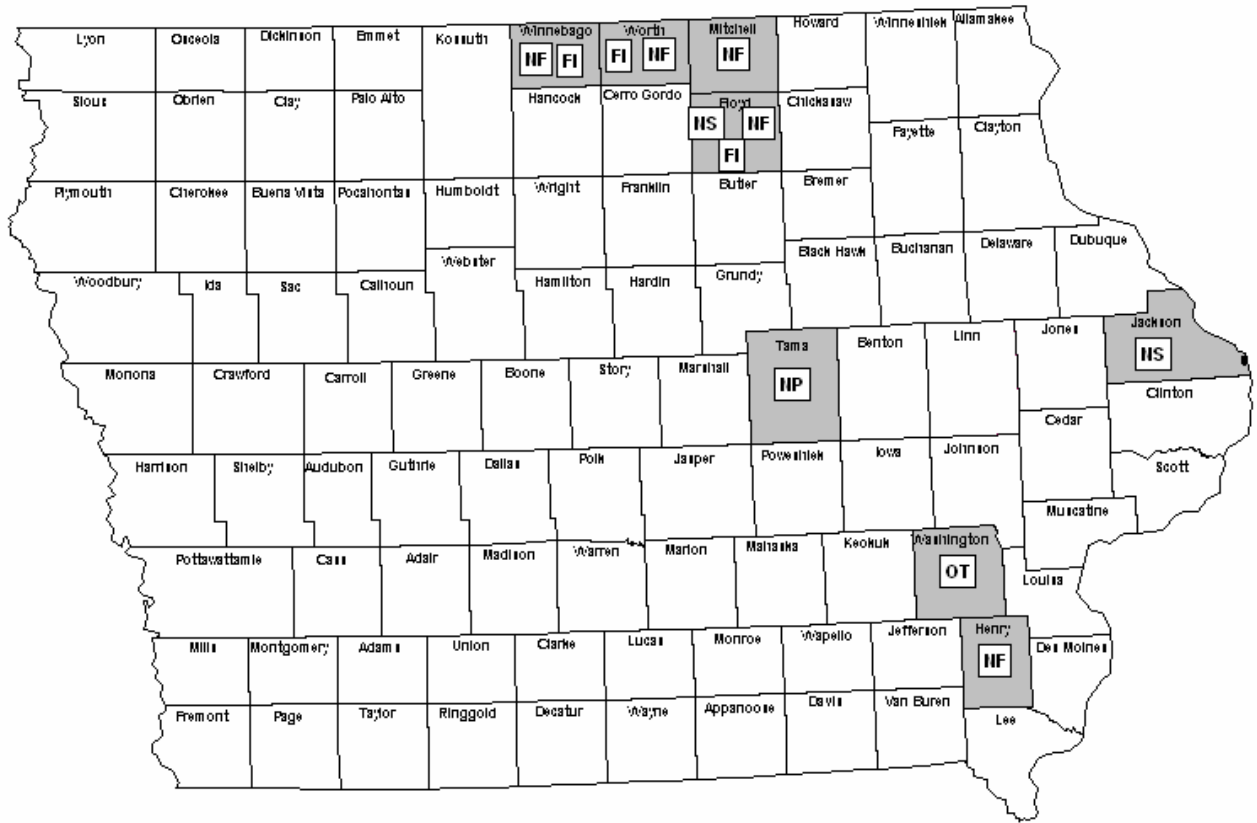 Lyon
Osceola
Dickinson
Emmet
Kossuth
Winnebago
Worth
Mitchell
Howard
Winneshiek
Allamakee
NF
FI
FI
NF
NF
Sioux
Obrien
Clay
Palo Alto
Hancock
Cerro Gordo
Floyd
Chickasaw
NS
NF
FI
Fayette
Clayton
Plymouth
Cherokee
Buena Vista
Pocahontas
Humboldt
Wright
Franklin
Butler
Bremer
Woodbury
Ida
Sac
Calhoun
Webster
Hamilton
Hardin
Grundy
Black Hawk
Buchanan
Delaware
Dubuque
Monona
Crawford
Carroll
Greene
Boone
Story
Marshall
Tama
Benton
Linn
Jones
Jackson
NP
NS
Clinton
Cedar
Harrison
Shelby
Audubon
Guthrie
Dallas
Polk
Jasper
Poweshiek
Iowa
Johnson
Scott
Muscatine
Pottawattamie
Cass
Adair
Madison
Warren
Marion
Mahaska
Keokuk
Washington
OT
Louisa
Mills
Montgomery
Adams
Union
Clarke
Lucas
Monroe
Wapello
Jefferson
Henry
NF
Des Moines
Fremont
Page
Taylor
Ringgold
Decatur
Wayne
Appanoose
Davis
Van Buren
Lee